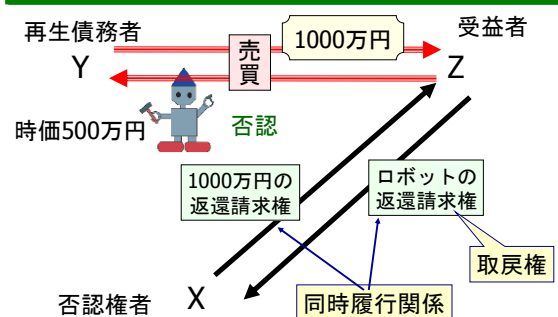 再生債務者
Y
売買
1000万円
受益者
Z
時価500万円
否認
1000万円の
返還請求権
ロボットの
返還請求権
取戻権
否認権者
X
同時履行関係